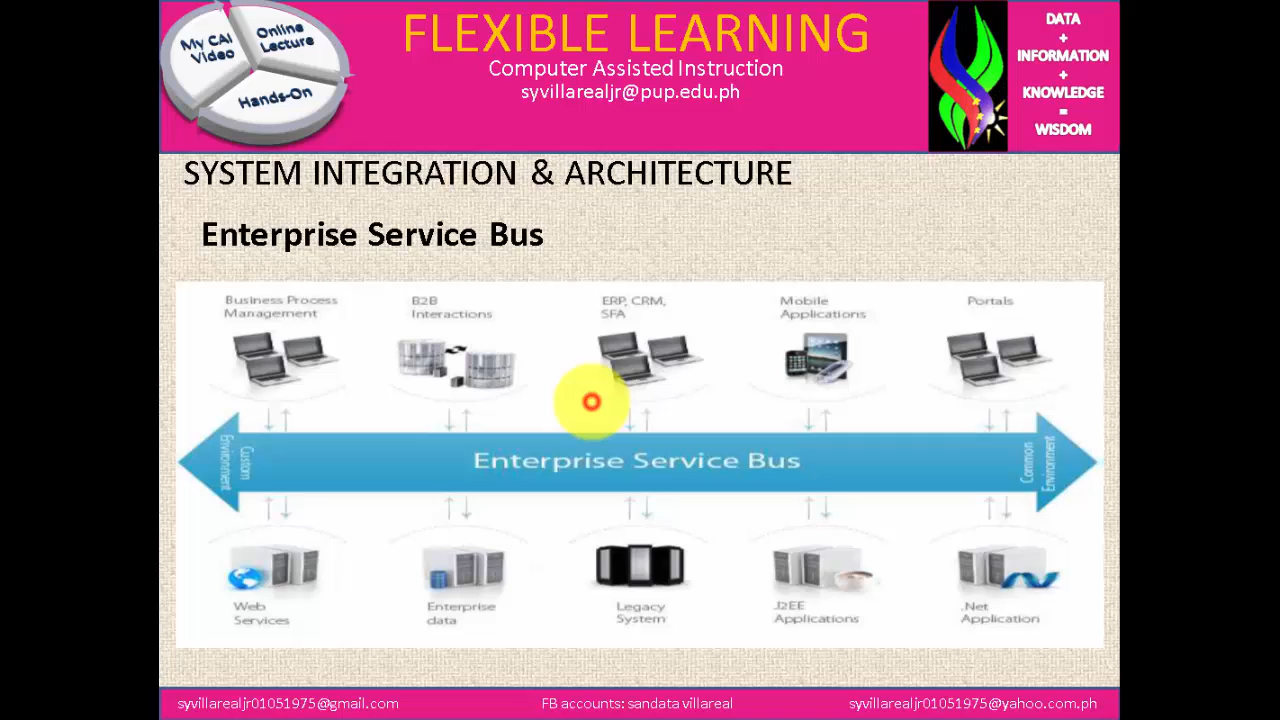 My CAI
Video
Online
Lecture
Hands-On
FLEXIBLE LEARNING
Computer Assisted Instruction
syvillarealjr@pup.edu.ph
DATA
+
INFORMATION
+
KNOWLEDGE
=
WISDOM
SYSTEM INTEGRATION & ARCHITECTURE
Enterprise Service Bus
Business Process
Management
B2B
Interactions
ERP, CRM,
SFA
Mobile
Applications
Portals
Custom
Environment
Enterprise Service Bus
Common
Environment
Web
Services
Enterprise
data
Legacy
System
J2EE
Applications
.Net
Application
syvillarealjr01051975@gmail.com
FB accounts: sandata villareal
syvillarealjr01051975@yahoo.com.ph